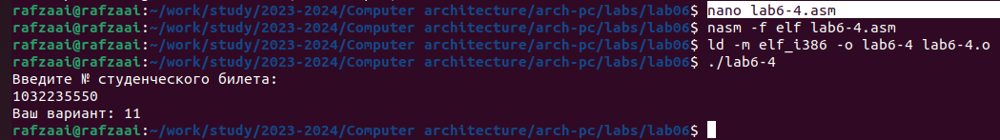 rafzaai@rafzaai:~/work/study/2023-2024/Computer architecture/arch-pc/labs/lab06$ nano lab6-4.asm
rafzaai@rafzaai:~/work/study/2023-2024/Computer architecture/arch-pc/labs/lab06$ nasm -f elf lab6-4.asm
rafzaai@rafzaai:~/work/study/2023-2024/Computer architecture/arch-pc/labs/lab06$ ld -m elf_i386 -o lab6-4 lab6-4.o
rafzaai@rafzaai:~/work/study/2023-2024/Computer architecture/arch-pc/labs/lab06$ ./lab6-4
Введите № студенческого билета:
1032235550
Ваш вариант: 11
rafzaai@rafzaai:~/work/study/2023-2024/Computer architecture/arch-pc/labs/lab06$